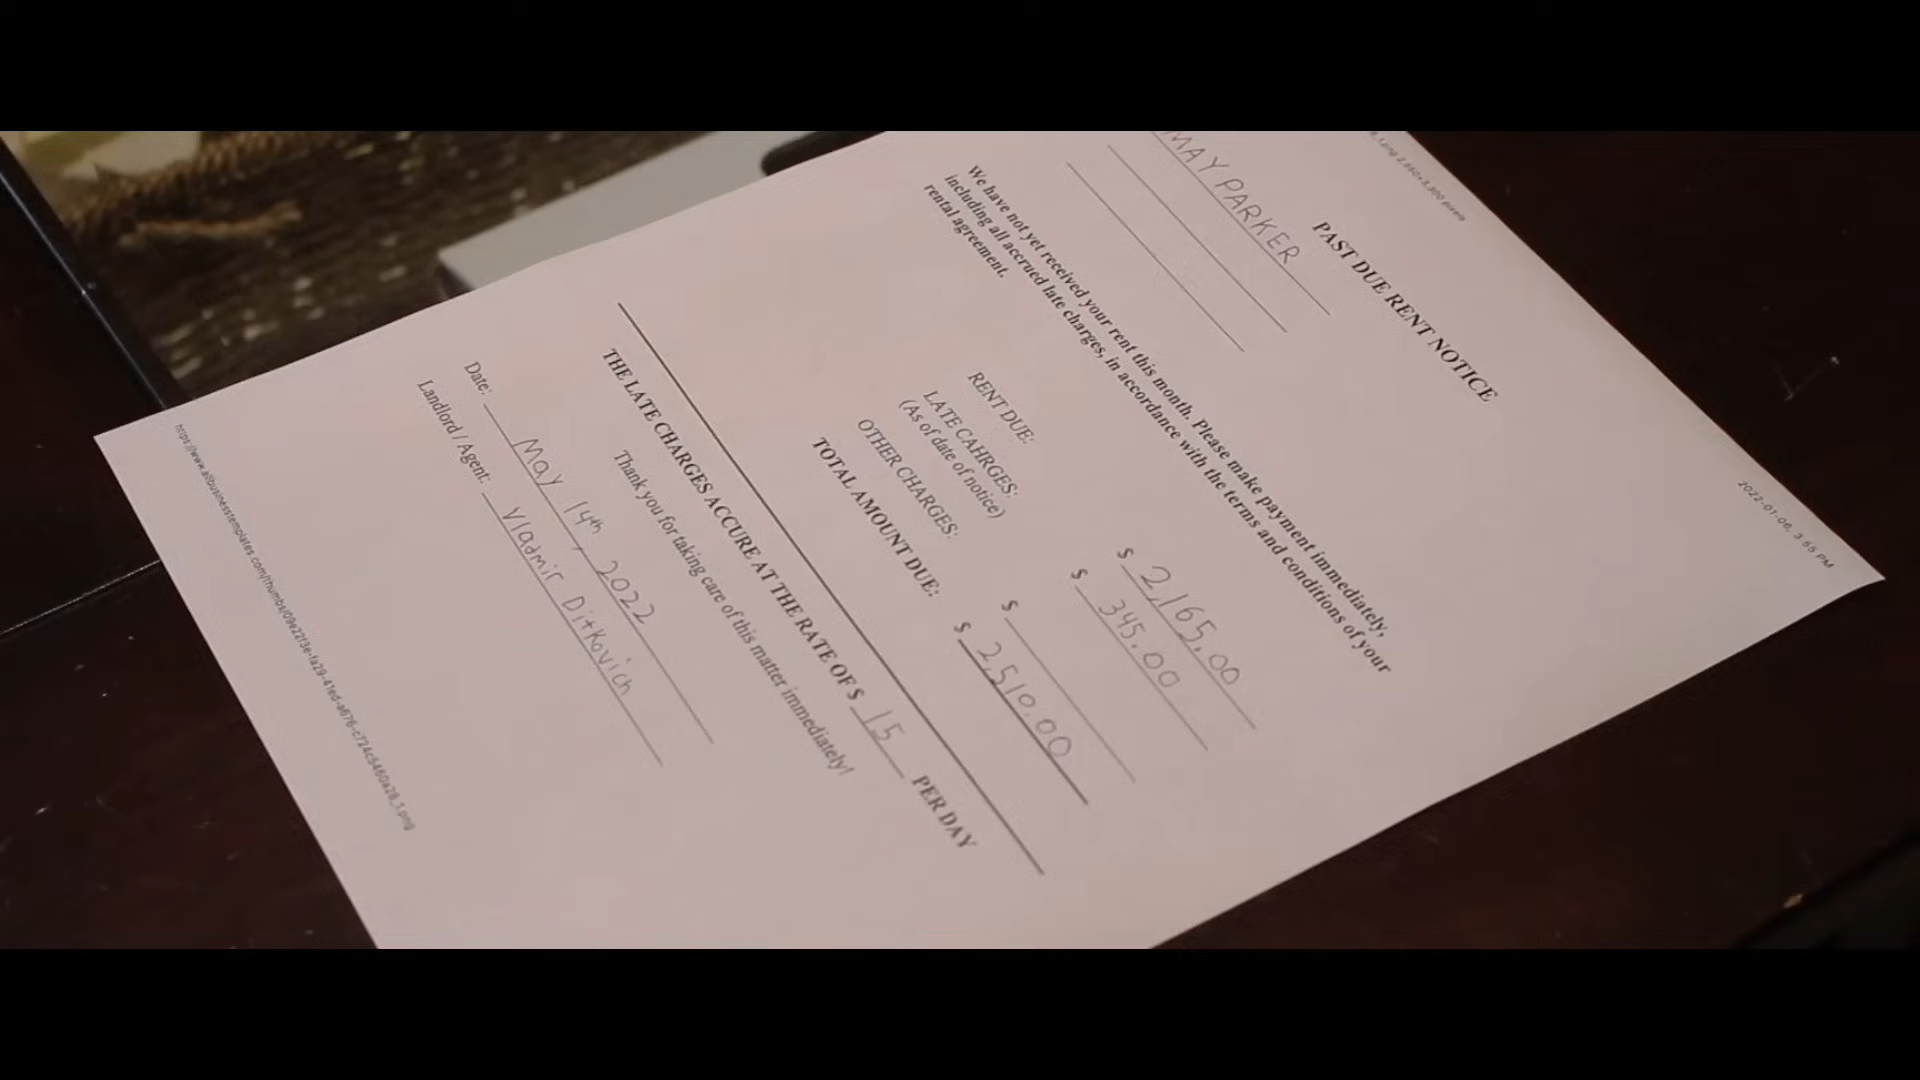 2022-01-06, 3:55 PM
PAST DUE RENT NOTICE
MAY PARKER
We have not yet received your rent this month. Please make payment immediately,
including all accrued late charges, in accordance with the terms and conditions of your
rental agreement.
RENT DUE: $ 2,165.00
LATE CAHRGES: $ 345.00
(As of date of notice)
OTHER CHARGES: $
TOTAL AMOUNT DUE: $ 2,510.00
THE LATE CHARGES ACCURE AT THE RATE OF $ 15 PER DAY
Thank you for taking care of this matter immediately!
Date: May 14th, 2022
Landlord / Agent: Vladmir Ditkovich